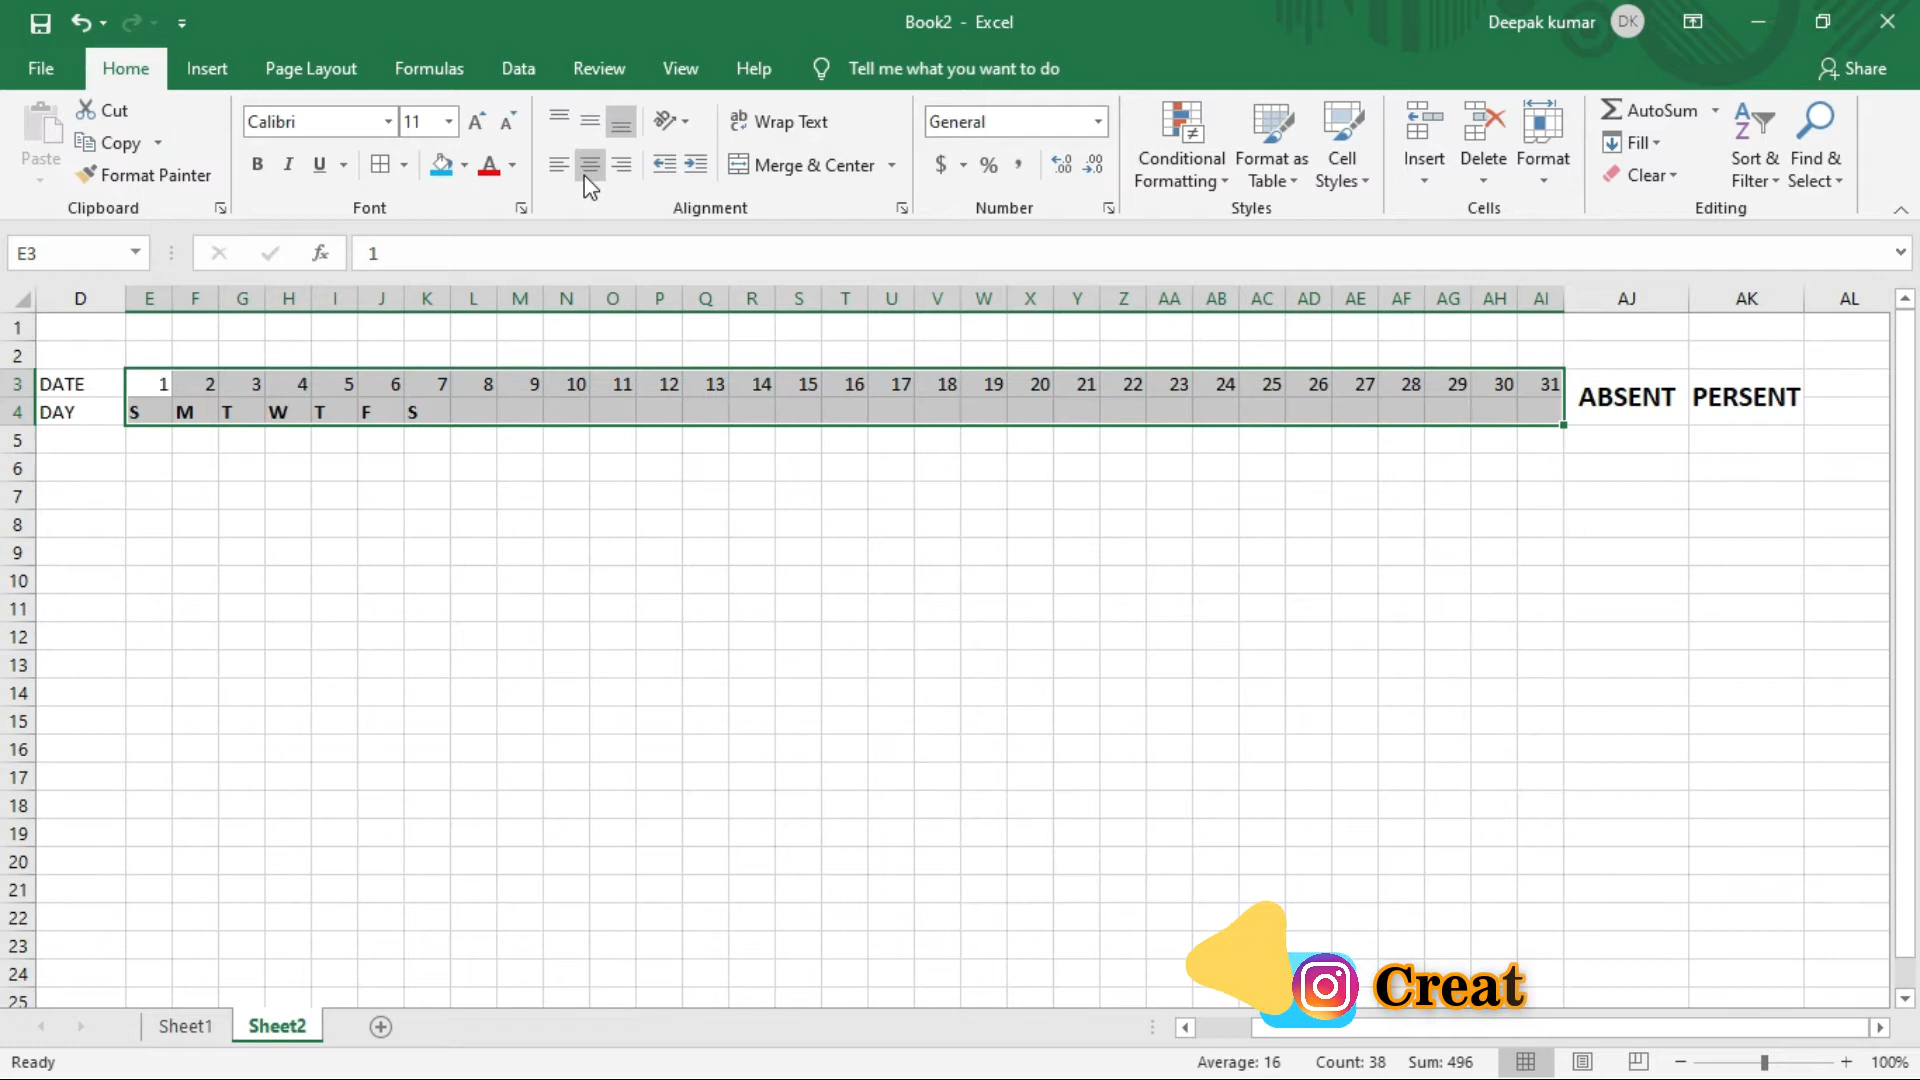 Book2 - Excel
Deepak kumar DK
File Home Insert Page Layout Formulas Data Review View Help Tell me what you want to do Share
Paste
Cut
Copy
Format Painter
Clipboard
Calibri 11
B I U A
Font
ab Wrap Text
Merge & Center
Alignment
General
$ % ,
Number
Conditional Formatting
Format as Table
Cell Styles
Styles
Insert Delete Format
Cells
AutoSum
Fill
Clear
Sort & Filter
Find & Select
Editing
E3 fx 1
D E F G H I J K L M N O P Q R S T U V W X Y Z AA AB AC AD AE AF AG AH AI AJ AK AL
1
2
3 DATE 1 2 3 4 5 6 7 8 9 10 11 12 13 14 15 16 17 18 19 20 21 22 23 24 25 26 27 28 29 30 31
ABSENT PERSENT
4 DAY S M T W T F S
5
6
7
8
9
10
11
12
13
14
15
16
17
18
19
20
21
22
23
24
25
Creat
Sheet1 Sheet2
Ready Average: 16 Count: 38 Sum: 496 100%